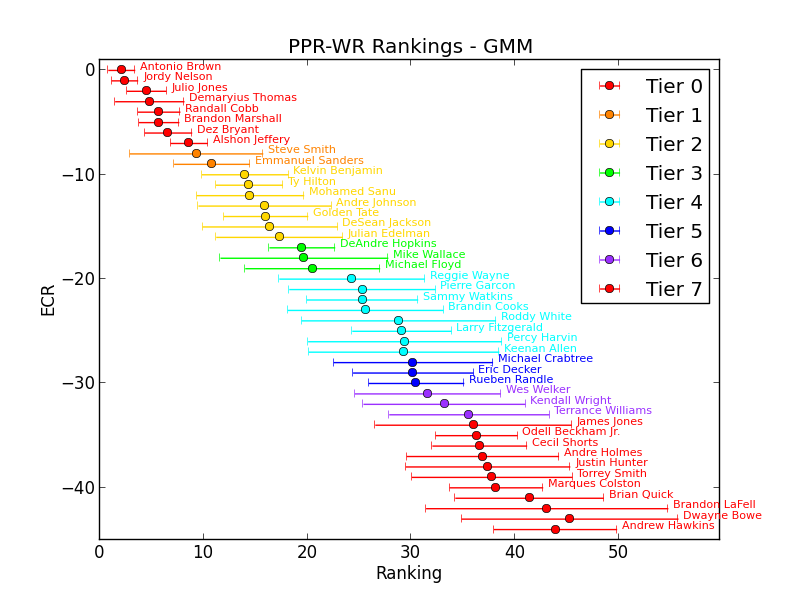 PPR-WR Rankings - GMM
Antonio Brown
Jordy Nelson
Julio Jones
Demaryius Thomas
Randall Cobb
Brandon Marshall
Dez Bryant
Alshon Jeffery
Steve Smith
Emmanuel Sanders
Kelvin Benjamin
Ty Hilton
Mohamed Sanu
Andre Johnson
Golden Tate
DeSean Jackson
Julian Edelman
DeAndre Hopkins
Mike Wallace
Michael Floyd
Reggie Wayne
Pierre Garcon
Sammy Watkins
Brandin Cooks
Roddy White
Larry Fitzgerald
Percy Harvin
Keenan Allen
Michael Crabtree
Eric Decker
Rueben Randle
Wes Welker
Kendall Wright
Terrance Williams
James Jones
Odell Beckham Jr.
Cecil Shorts
Andre Holmes
Justin Hunter
Torrey Smith
Marques Colston
Brian Quick
Brandon LaFell
Dwayne Bowe
Andrew Hawkins
Tier 0
Tier 1
Tier 2
Tier 3
Tier 4
Tier 5
Tier 6
Tier 7
0
−10
−20
−30
−40
ECR
0 10 20 30 40 50
Ranking